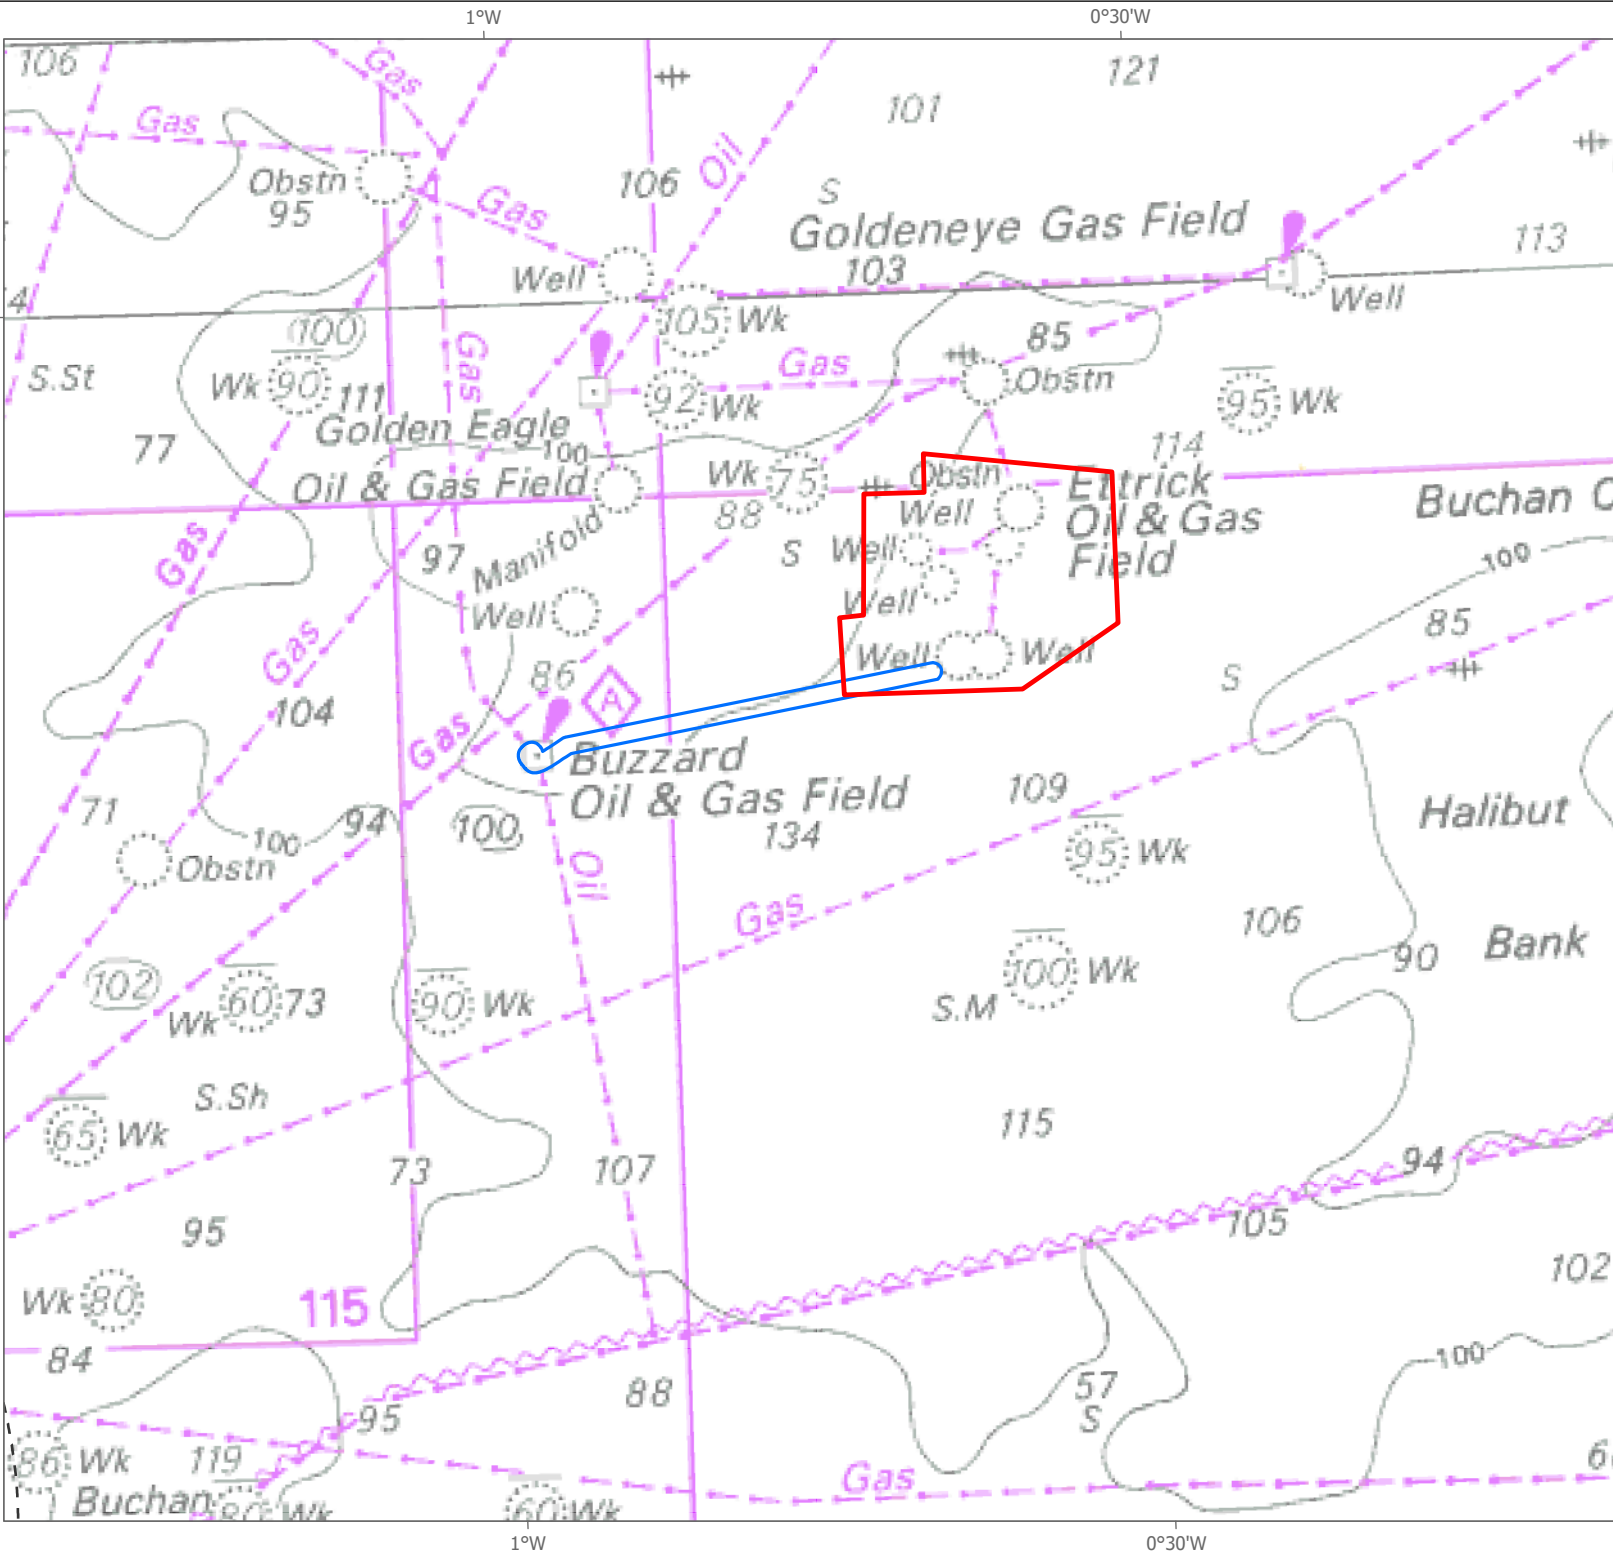 1°W
0°30'W
106
Gas
121
101
Gas
Oil
Obstn
95
106
S
Gas
Goldeneye Gas Field
113
103
Well
Well
4
(100)
105 Wk
85
S.St
Gas
Gas
Wk 90
111
92 Wk
Obstn
95 Wk
77
Golden Eagle
100
114
Oil & Gas Field
Wk 75
Obstn
Ettrick
Oil & Gas
Field
Buchan
88
Well
Gas
97
Manifold
S
Well
100
Well
Well
85
Gas
86
Well
Well
S
A
104
Gas
Buzzard
Oil & Gas Field
109
71
94
100
134
Halibut
100
Obstn
Oil
95 Wk
Gas
106
Bank
90
102
60
73
Wk
90 Wk
100 Wk
S.M
S.Sh
65 Wk
115
73
107
94
95
105
102
Wk 80
115
84
88
57
S
100
95
86 Wk
119
Gas
6
Buchan
80 Wk
60 Wk
1°W
0°30'W